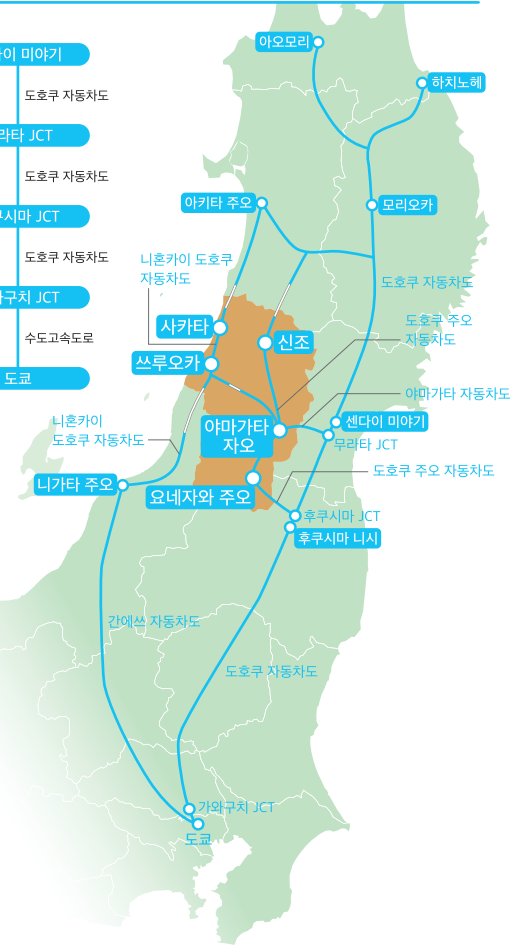 이 미야기
도호쿠 자동차도
라타 JCT
도호쿠 자동차도
쿠시마 JCT
도호쿠 자동차도
구치 JCT
수도고속도로
도쿄
아오모리
하치노헤
아키타 주오
모리오카
니혼카이 도호쿠
자동차도
도호쿠 자동차도
사카타
신조
도호쿠 주오
자동차도
쓰루오카
야마가타 자동차도
니혼카이
도호쿠 자동차도
야마가타
자오
센다이 미야기
무라타 JCT
니가타 주오
요네자와 주오
도호쿠 주오 자동차도
후쿠시마 JCT
후쿠시마 니시
간에쓰 자동차도
도호쿠 자동차도
가와구치 JCT
도쿄